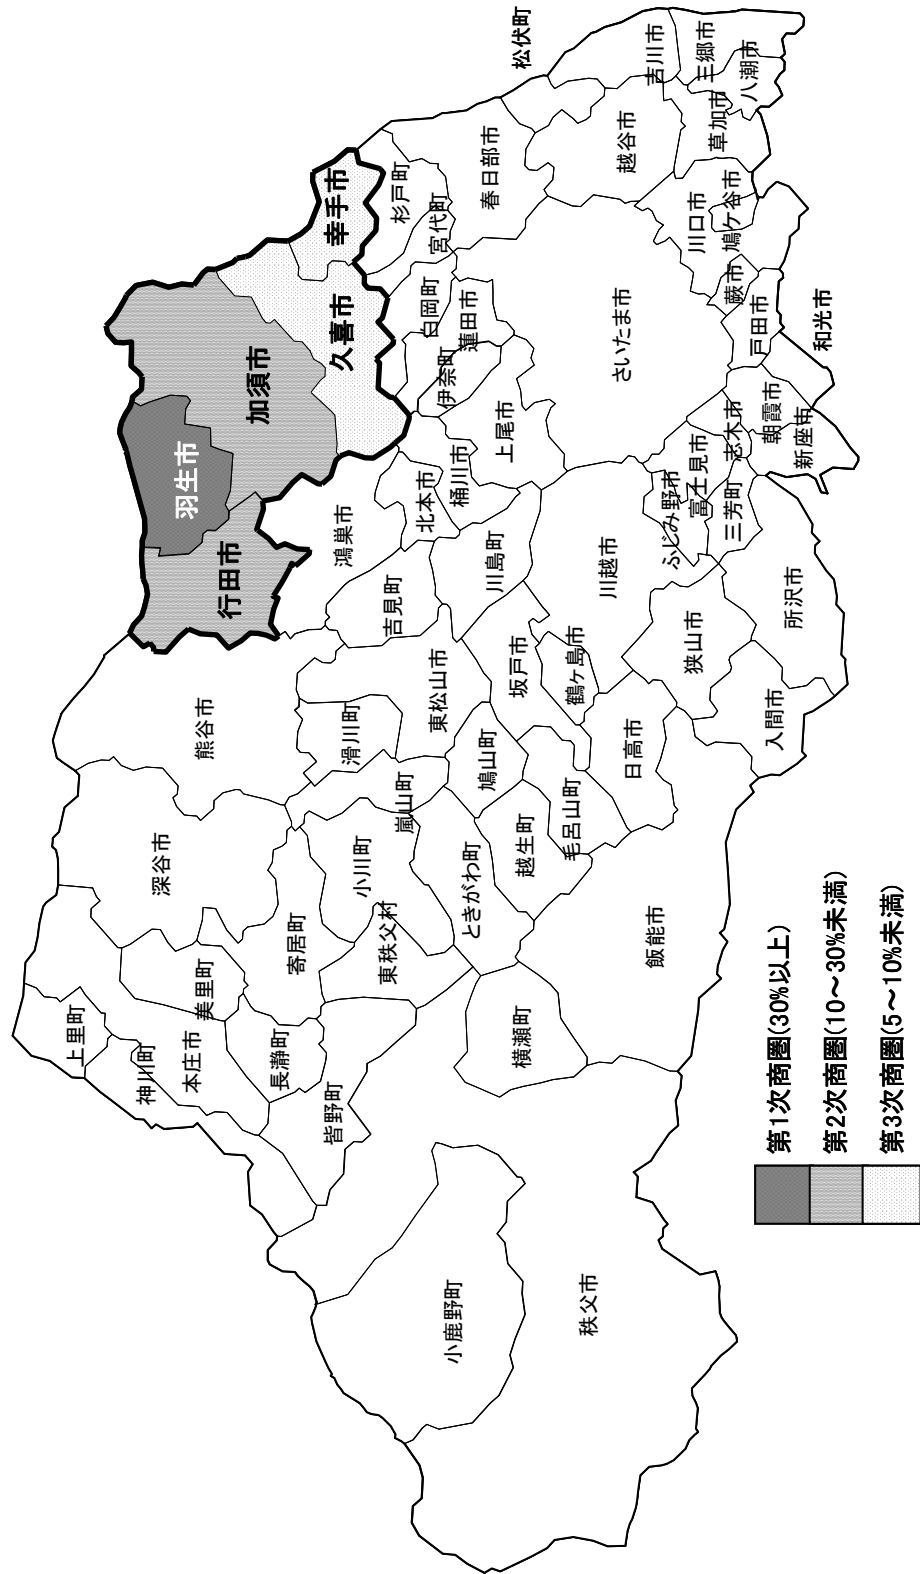 上里町
神川町
本庄市
美里町
深谷市
熊谷市
行田市
羽生市
加須市
久喜市
幸手市
杉戸町
宮代町
春日部市
松伏町
吉川市
三郷市
八潮市
草加市
越谷市
川口市
鳩ケ谷市
蕨市
戸田市
和光市
さいたま市
白岡町
蓮田市
伊奈町
上尾市
桶川市
北本市
鴻巣市
吉見町
川島町
川越市
ふじみ野市
富士見市
志木市
朝霞市
新座市
三芳町
所沢市
狭山市
入間市
日高市
鶴ヶ島市
坂戸市
東松山市
滑川町
嵐山町
鳩山町
毛呂山町
越生町
ときがわ町
小川町
寄居町
東秩父村
長瀞町
皆野町
横瀬町
飯能市
小鹿野町
秩父市
第1次商圏(30%以上)
第2次商圏(10～30%未満)
第3次商圏(5～10%未満)